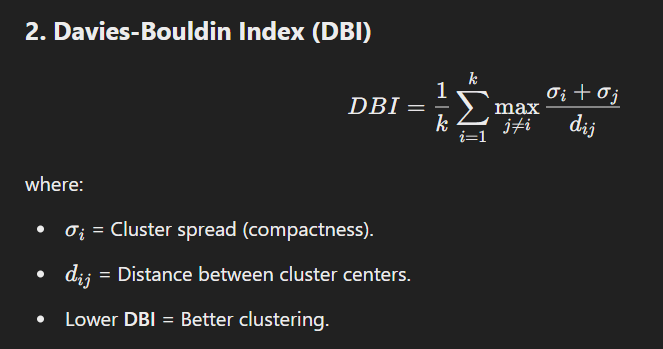 2. Davies-Bouldin Index (DBI)
DBI = \frac{1}{k} \sum_{i=1}^{k} \max_{j \neq i} \frac{\sigma_i + \sigma_j}{d_{ij}}
where:
• σ_i = Cluster spread (compactness).
• d_{ij} = Distance between cluster centers.
• Lower DBI = Better clustering.